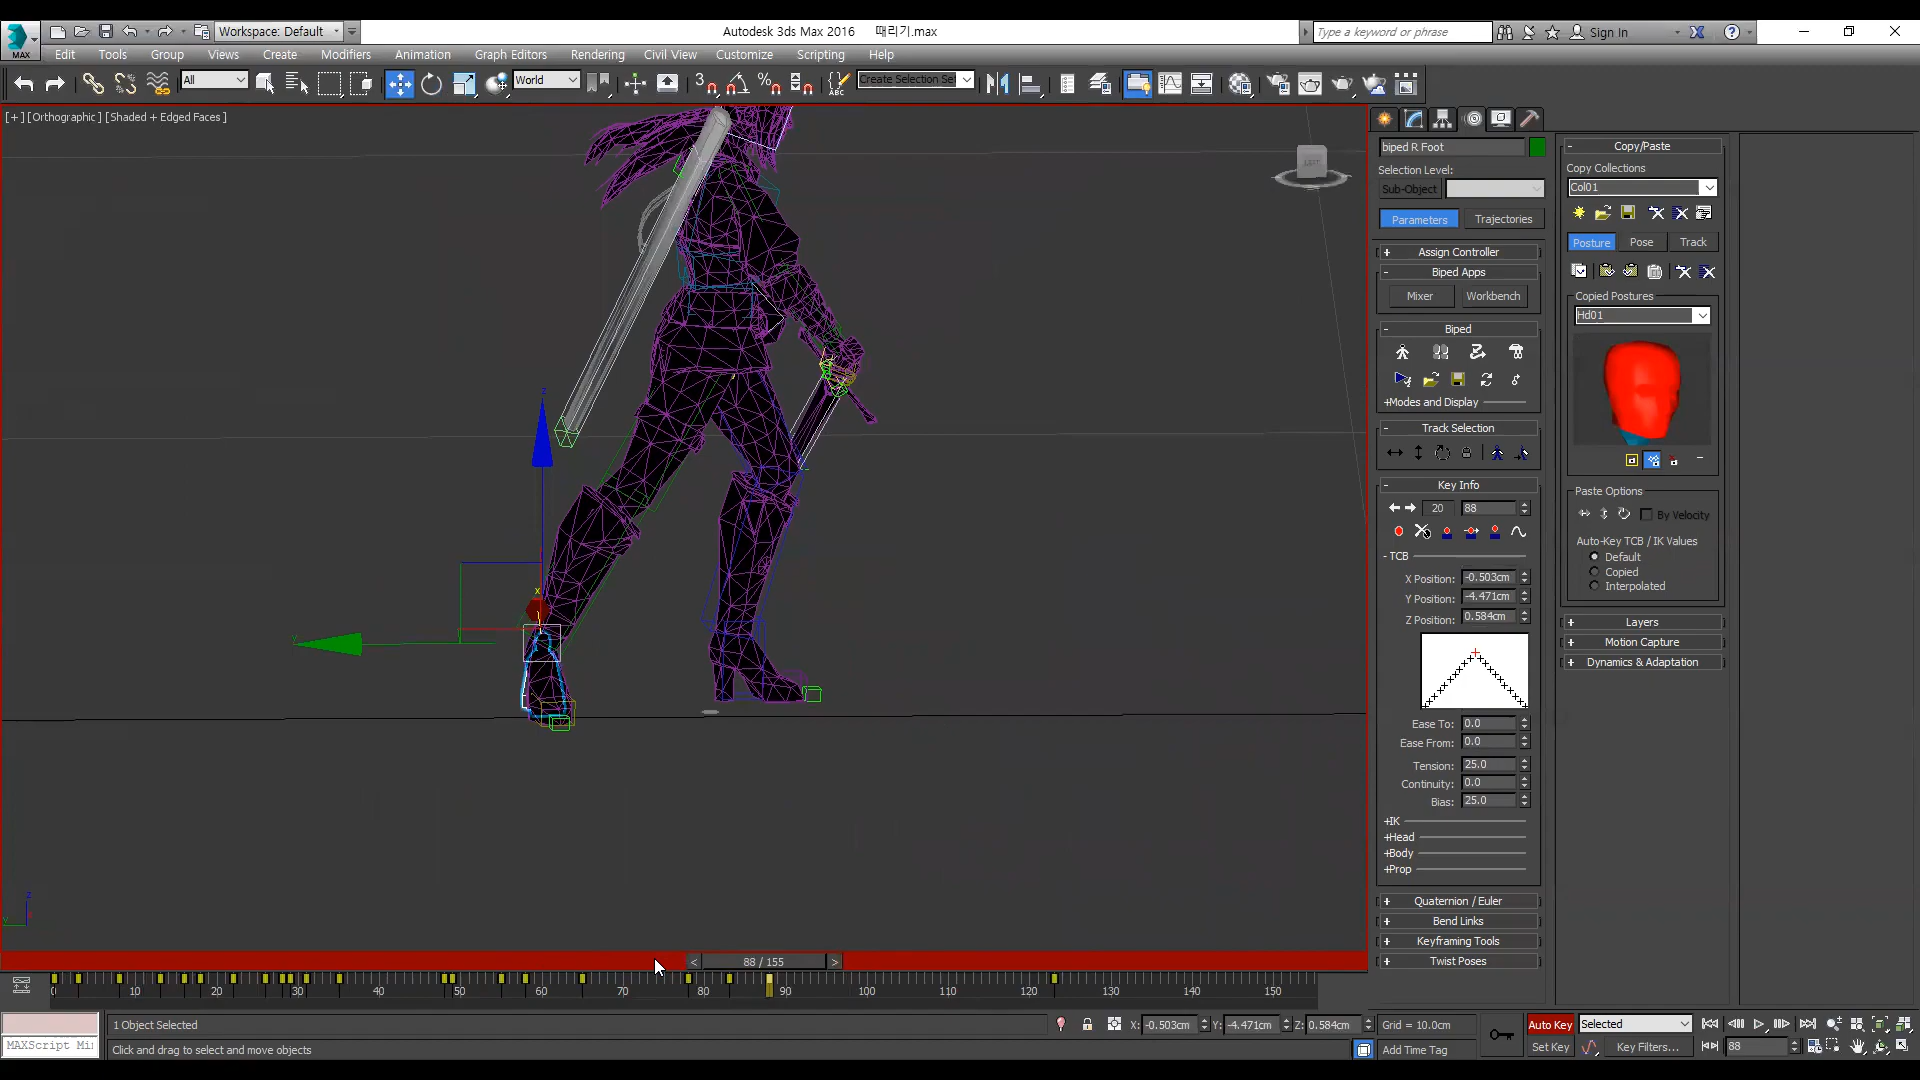 Workspace: Default
Autodesk 3ds Max 2016 때리기.max
Type a keyword or phrase
Sign In
MAX
Edit Tools Group Views Create Modifiers Animation Graph Editors Rendering Civil View Customize Scripting Help
All
World
Create Selection Se
[+] [Orthographic] [Shaded + Edged Faces]
biped R Foot
Selection Level:
Sub-Object
Parameters Trajectories
+ Assign Controller
- Biped Apps
Mixer Workbench
- Biped
+Modes and Display
- Track Selection
- Key Info
20 88
- TCB
X Position: -0.503cm
Y Position: -4.471cm
Z Position: 0.584cm
Ease To: 0.0
Ease From: 0.0
Tension: 25.0
Continuity: 0.0
Bias: 25.0
+IK
+Head
+Body
+Prop
+ Quaternion / Euler
+ Bend Links
+ Keyframing Tools
+ Twist Poses
- Copy/Paste
Copy Collections
Col01
Posture Pose Track
Copied Postures
Hd01
Paste Options
By Velocity
Auto-Key TCB / IK Values
Default
Copied
Interpolated
+ Layers
+ Motion Capture
+ Dynamics & Adaptation
z
x
y
z
y
< 88 / 155 >
0 10 20 30 40 50 60 70 80 90 100 110 120 130 140 150
1 Object Selected
X: -0.503cm Y: -4.471cm Z: 0.584cm Grid = 10.0cm
Auto Key Selected
MAXScript Mi
Click and drag to select and move objects
Add Time Tag
Set Key Key Filters...
88